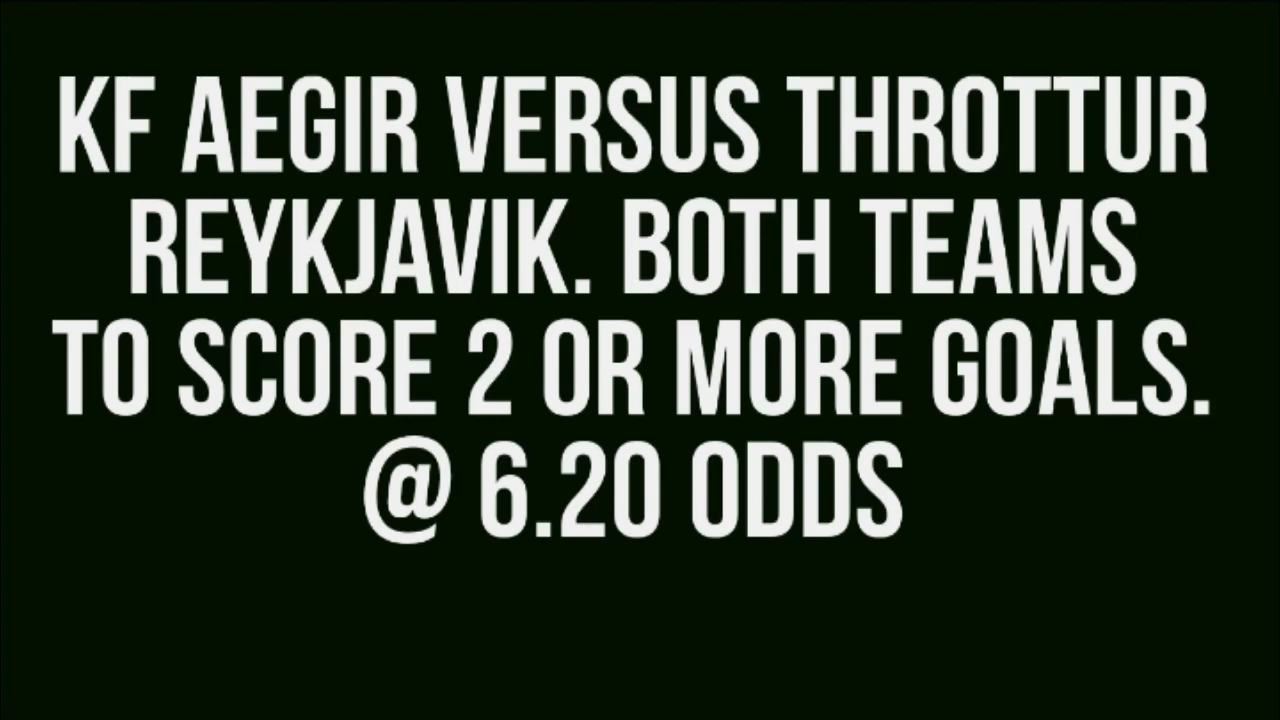 KF AEGIR VERSUS THROTTUR
REYKJAVIK. BOTH TEAMS
TO SCORE 2 OR MORE GOALS.
@ 6.20 ODDS